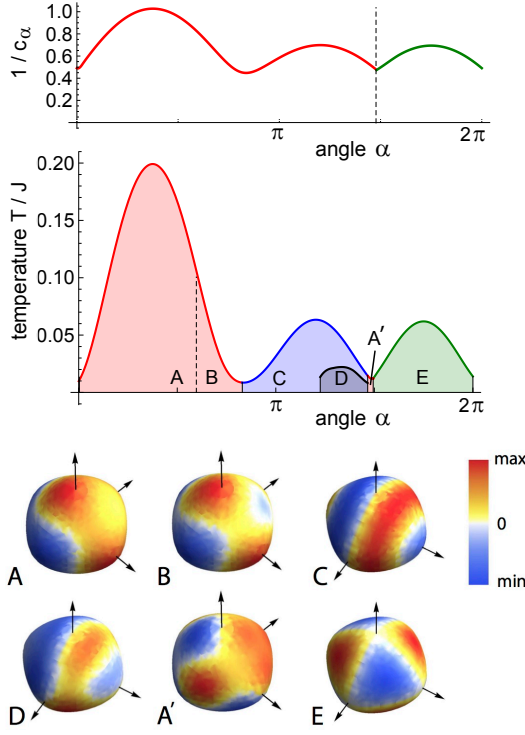 1 / cα
1.0
0.8
0.6
0.4
0.2
π
2π
angle α
temperature T / J
0.20
0.15
0.10
0.05
A B C D A′ E
π
2π
angle α
A B C
max
0
min
D A′ E